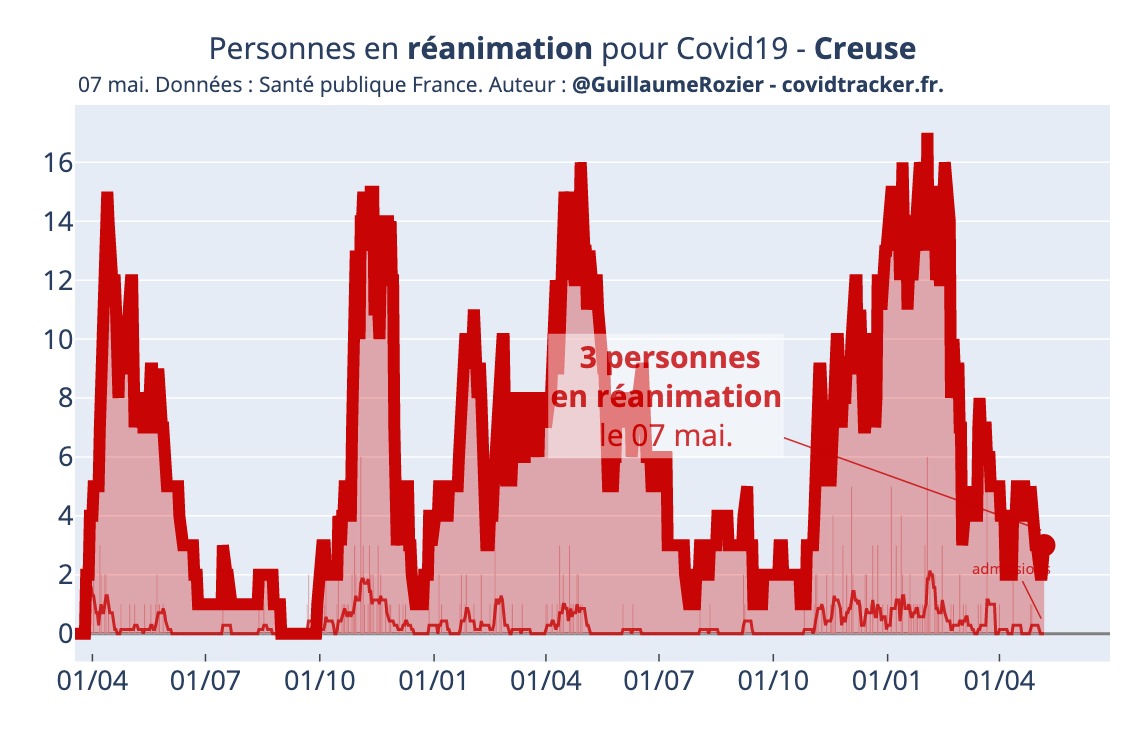 Personnes en réanimation pour Covid19 - Creuse
07 mai. Données : Santé publique France. Auteur : @GuillaumeRozier - covidtracker.fr.
16
14
12
10
8
6
4
2
0
3 personnes
en réanimation
le 07 mai.
admissions
01/04 01/07 01/10 01/01 01/04 01/07 01/10 01/01 01/04